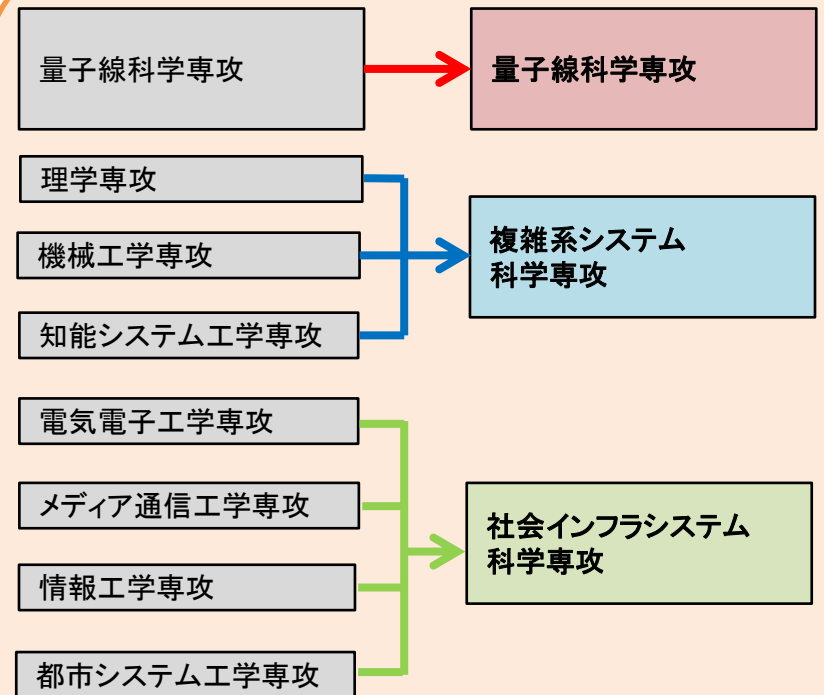 量子線科学専攻
量子線科学専攻
理学専攻
機械工学専攻
知能システム工学専攻
複雑系システム
科学専攻
電気電子工学専攻
メディア通信工学専攻
情報工学専攻
都市システム工学専攻
社会インフラシステム
科学専攻